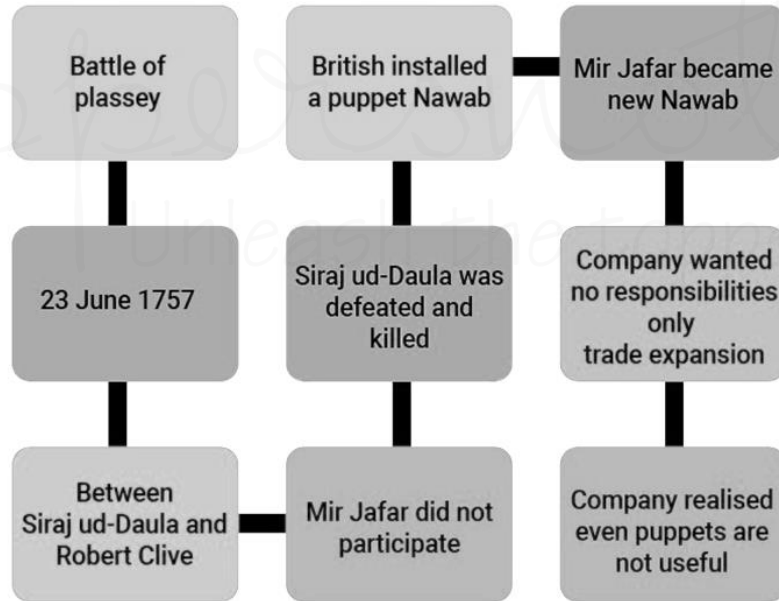 Battle of
plassey
23 June 1757
Between
Siraj ud-Daula and
Robert Clive
Mir Jafar did not
participate
Siraj ud-Daula was
defeated and
killed
British installed
a puppet Nawab
Mir Jafar became
new Nawab
Company wanted
no responsibilities
only
trade expansion
Company realised
even puppets are
not useful
Unleash the